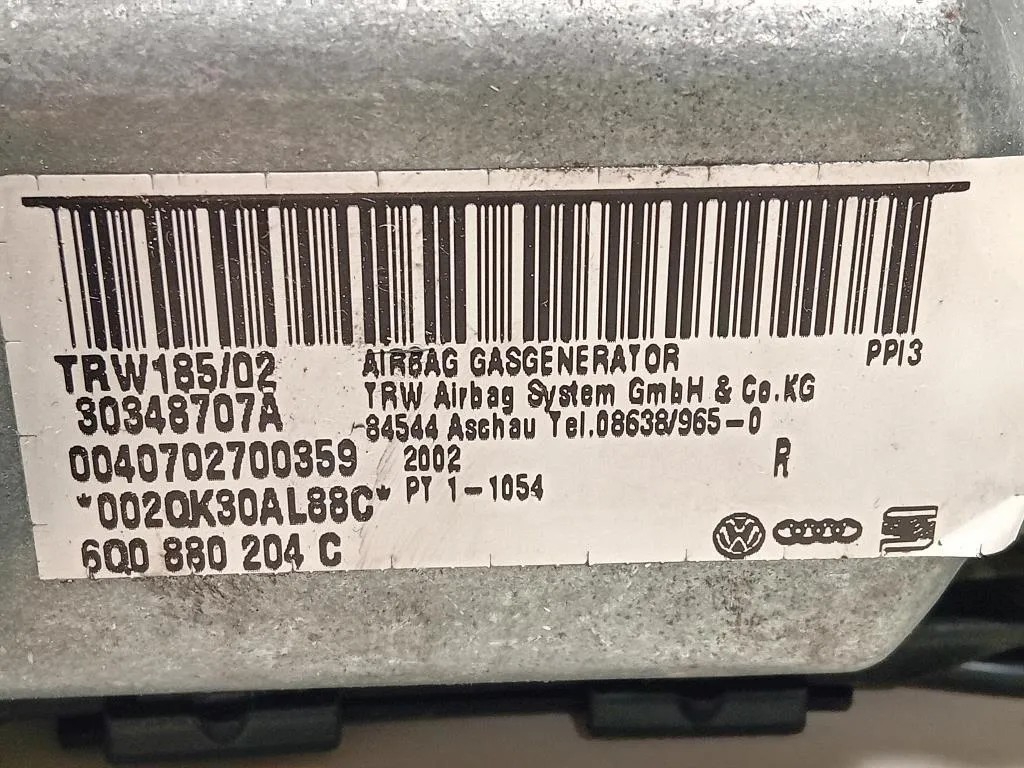 TRW185/02
30348707A
0040702700359
*002QK30AL88C*
6Q0 880 204 C
AIRBAG GASGENERATOR
TRW Airbag System GmbH & Co.KG
84544 Aschau Tel.08638/965-0
2002
PT 1-1054
PPI3
R